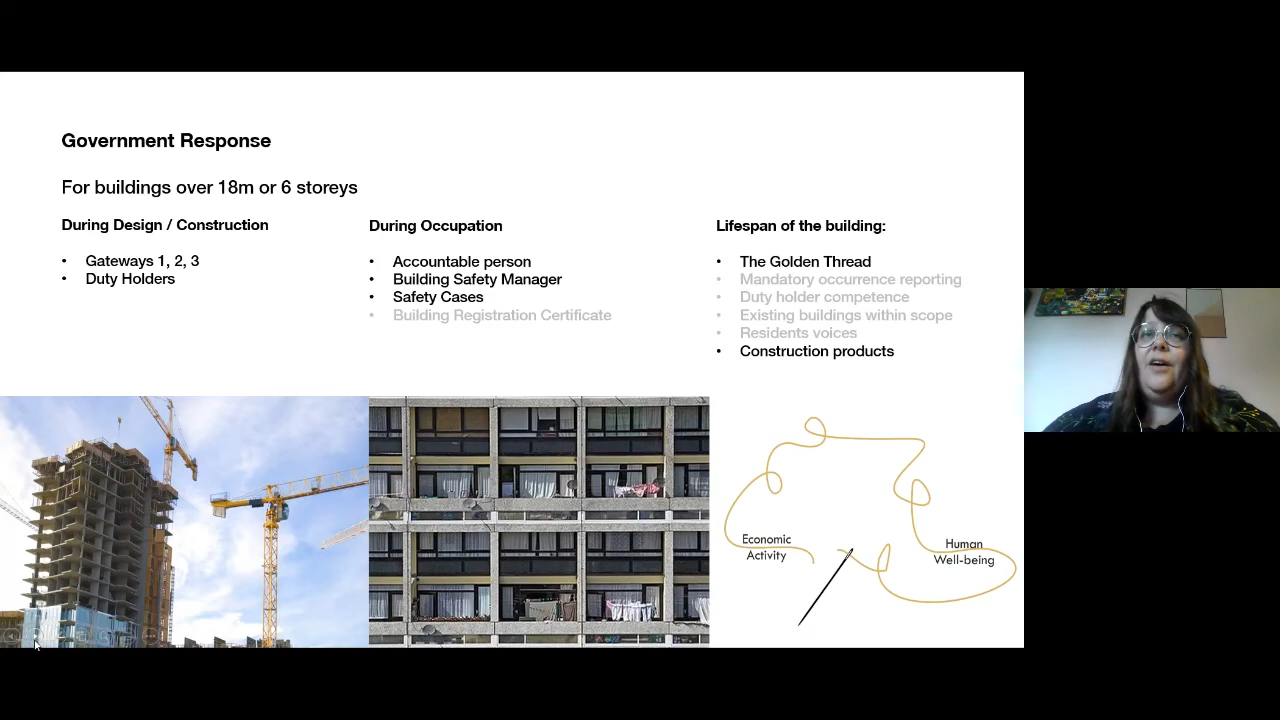 Government Response
For buildings over 18m or 6 storeys
During Design / Construction
• Gateways 1, 2, 3
• Duty Holders
During Occupation
• Accountable person
• Building Safety Manager
• Safety Cases
• Building Registration Certificate
Lifespan of the building:
• The Golden Thread
• Mandatory occurrence reporting
• Duty holder competence
• Existing buildings within scope
• Residents voices
• Construction products
Economic
Activity
Human
Well-being